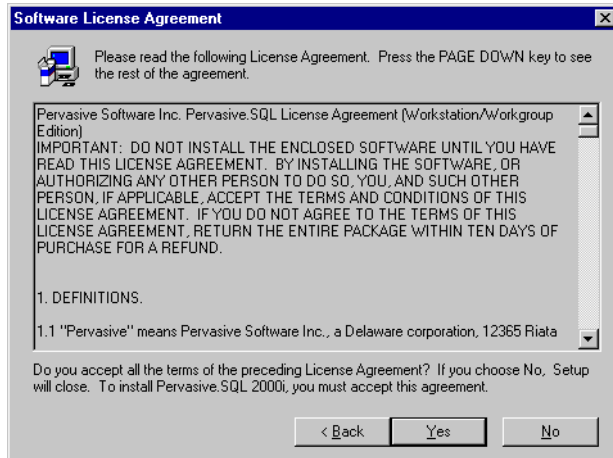 Software License Agreement
Please read the following License Agreement. Press the PAGE DOWN key to see
the rest of the agreement.
Pervasive Software Inc. Pervasive.SQL License Agreement (Workstation/Workgroup
Edition)
IMPORTANT: DO NOT INSTALL THE ENCLOSED SOFTWARE UNTIL YOU HAVE
READ THIS LICENSE AGREEMENT. BY INSTALLING THE SOFTWARE, OR
AUTHORIZING ANY OTHER PERSON TO DO SO, YOU, AND SUCH OTHER
PERSON, IF APPLICABLE, ACCEPT THE TERMS AND CONDITIONS OF THIS
LICENSE AGREEMENT. IF YOU DO NOT AGREE TO THE TERMS OF THIS
LICENSE AGREEMENT, RETURN THE ENTIRE PACKAGE WITHIN TEN DAYS OF
PURCHASE FOR A REFUND.
1. DEFINITIONS.
1.1 "Pervasive" means Pervasive Software Inc., a Delaware corporation, 12365 Riata
Do you accept all the terms of the preceding License Agreement? If you choose No, Setup
will close. To install Pervasive.SQL 2000i, you must accept this agreement.
< Back Yes No